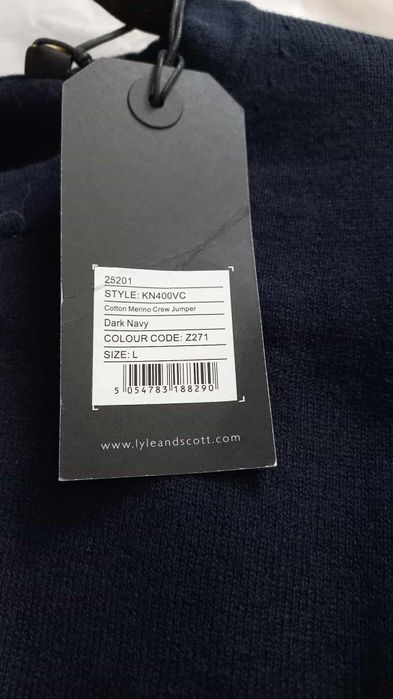 25201
STYLE: KN400VC
Cotton Merino Crew Jumper
Dark Navy
COLOUR CODE: Z271
SIZE: L
5 054783 188290
www.lyleandscott.com